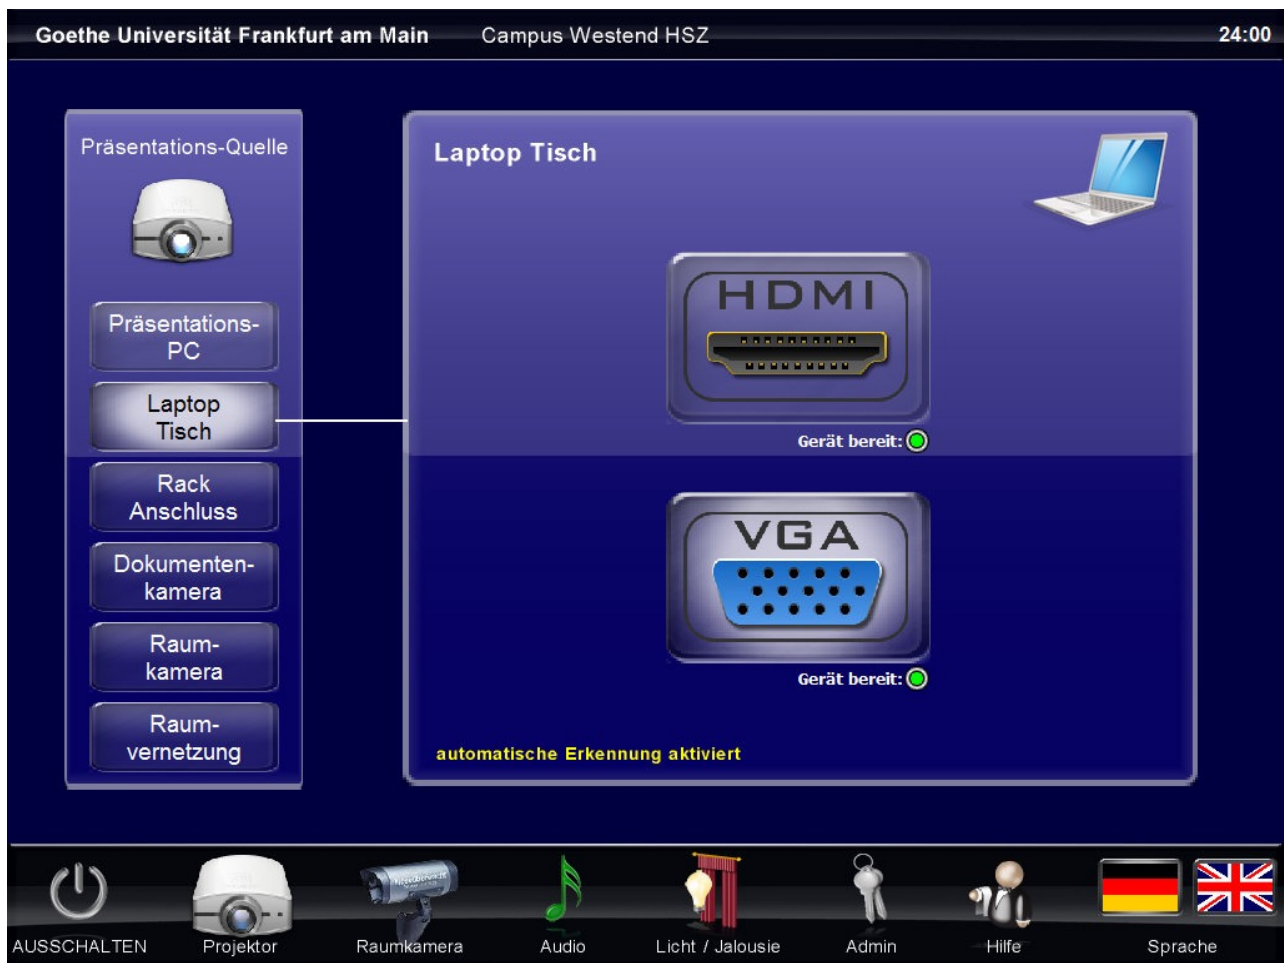 Goethe Universität Frankfurt am Main Campus Westend HSZ 24:00
Präsentations-Quelle
Präsentations-
PC
Laptop
Tisch
Rack
Anschluss
Dokumenten-
kamera
Raum-
kamera
Raum-
vernetzung
Laptop Tisch
HDMI
Gerät bereit:
VGA
Gerät bereit:
automatische Erkennung aktiviert
AUSSCHALTEN Projektor Raumkamera Audio Licht / Jalousie Admin Hilfe Sprache